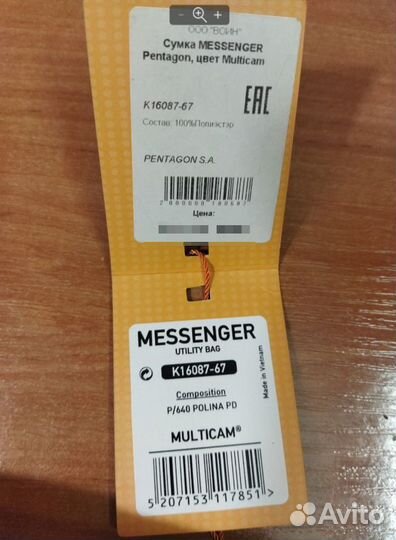 ООО "ВОИН"
Сумка MESSENGER
Pentagon, цвет Multicam
K16087-67
EAC
Состав: 100%Полиэстэр
PENTAGON S.A.
Цена:
MESSENGER
UTILITY BAG
K16087-67
Composition
P/640 POLINA PD
MULTICAM®
5 207153 117851 >
Made in Vietnam
Avito